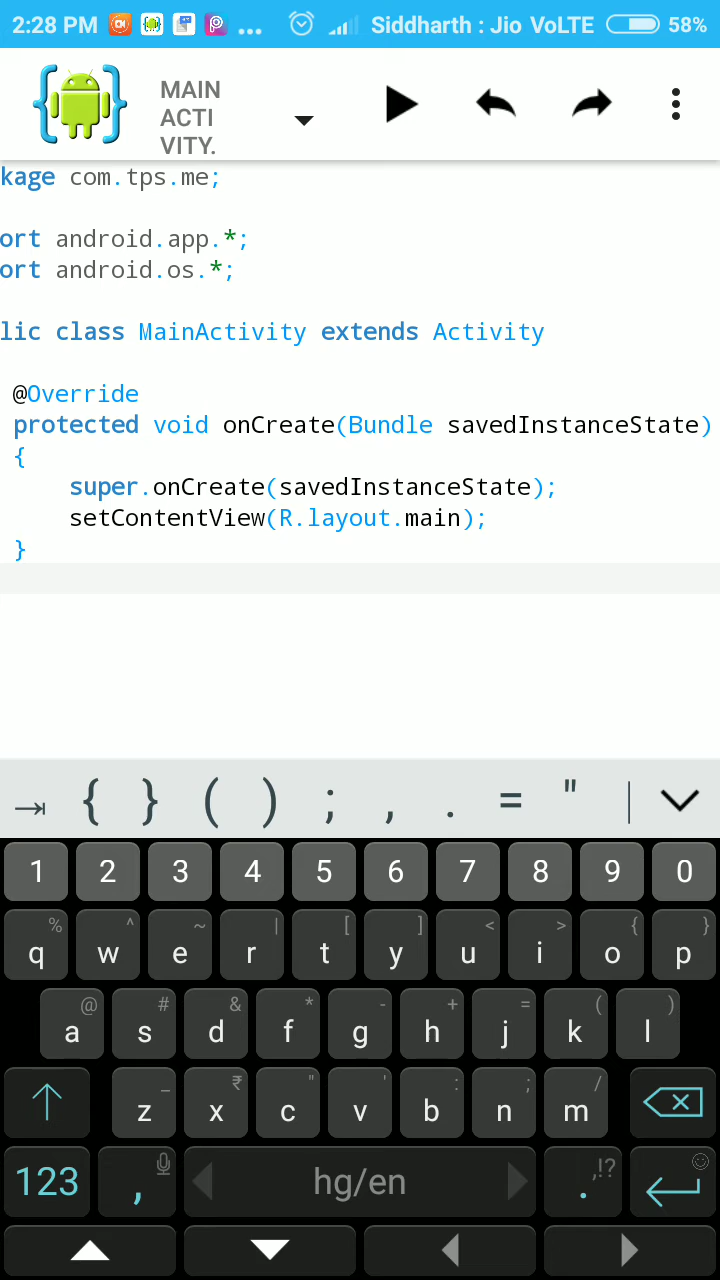 2:28 PM ... Siddharth : Jio VoLTE 58%
MAIN
ACTI
VITY.
kage com.tps.me;
ort android.app.*;
ort android.os.*;
lic class MainActivity extends Activity
@Override
protected void onCreate(Bundle savedInstanceState)
{
super.onCreate(savedInstanceState);
setContentView(R.layout.main);
}
{ } ( ) ; , . = " |
1 2 3 4 5 6 7 8 9 0
% ^ ~ | [ ] < > { }
q w e r t y u i o p
@ # & * - + = ( )
a s d f g h j k l
_ ₹ " ' : ; /
z x c v b n m
123 , hg/en . ,!?